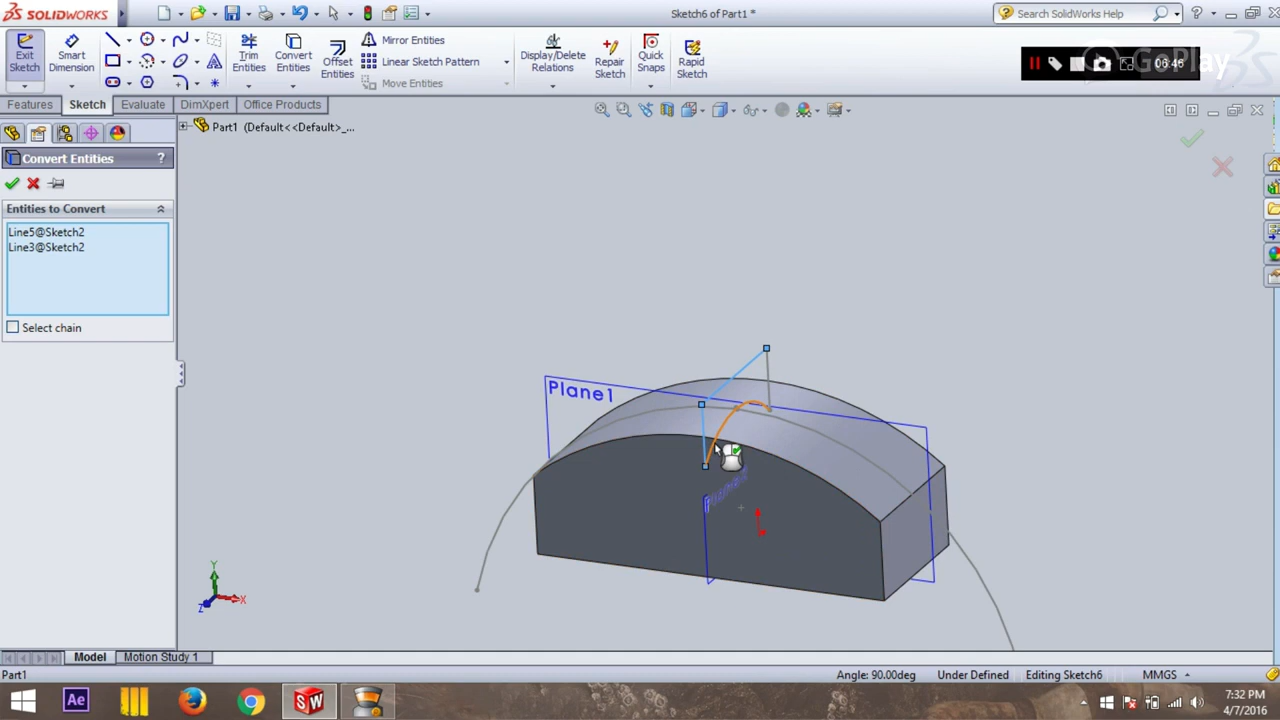 SOLIDWORKS
Sketch6 of Part1 *
Search SolidWorks Help
Exit Sketch
Smart Dimension
Trim Entities
Convert Entities
Offset Entities
Mirror Entities
Linear Sketch Pattern
Move Entities
Display/Delete Relations
Repair Sketch
Quick Snaps
Rapid Sketch
GoPlay
06:46
Features
Sketch
Evaluate
DimXpert
Office Products
Part1 (Default<<Default>_...
Convert Entities
?
Entities to Convert
Line5@Sketch2
Line3@Sketch2
Select chain
Plane1
Y
X
Z
Model
Motion Study 1
Part1
Angle: 90.00deg
Under Defined
Editing Sketch6
MMGS
Ae
SW
7:32 PM
4/7/2016